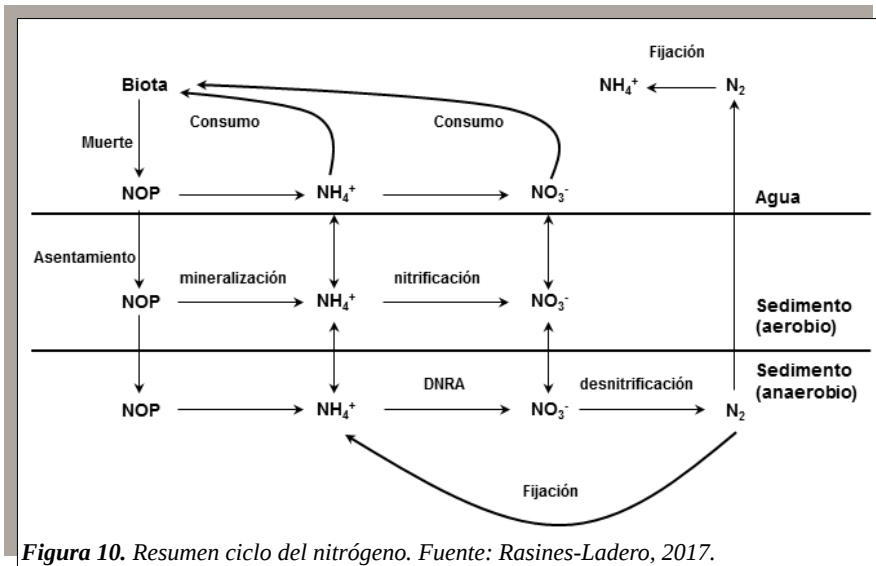 Fijación
Biota
NH₄⁺
N₂
Consumo
Consumo
Muerte
NOP
NH₄⁺
NO₃⁻
Agua
Asentamiento
mineralización
nitrificación
NOP
NH₄⁺
NO₃⁻
Sedimento
(aerobio)
Sedimento
(anaerobio)
DNRA
desnitrificación
NOP
NH₄⁺
NO₃⁻
N₂
Fijación
Figura 10. Resumen ciclo del nitrógeno. Fuente: Rasines-Ladero, 2017.